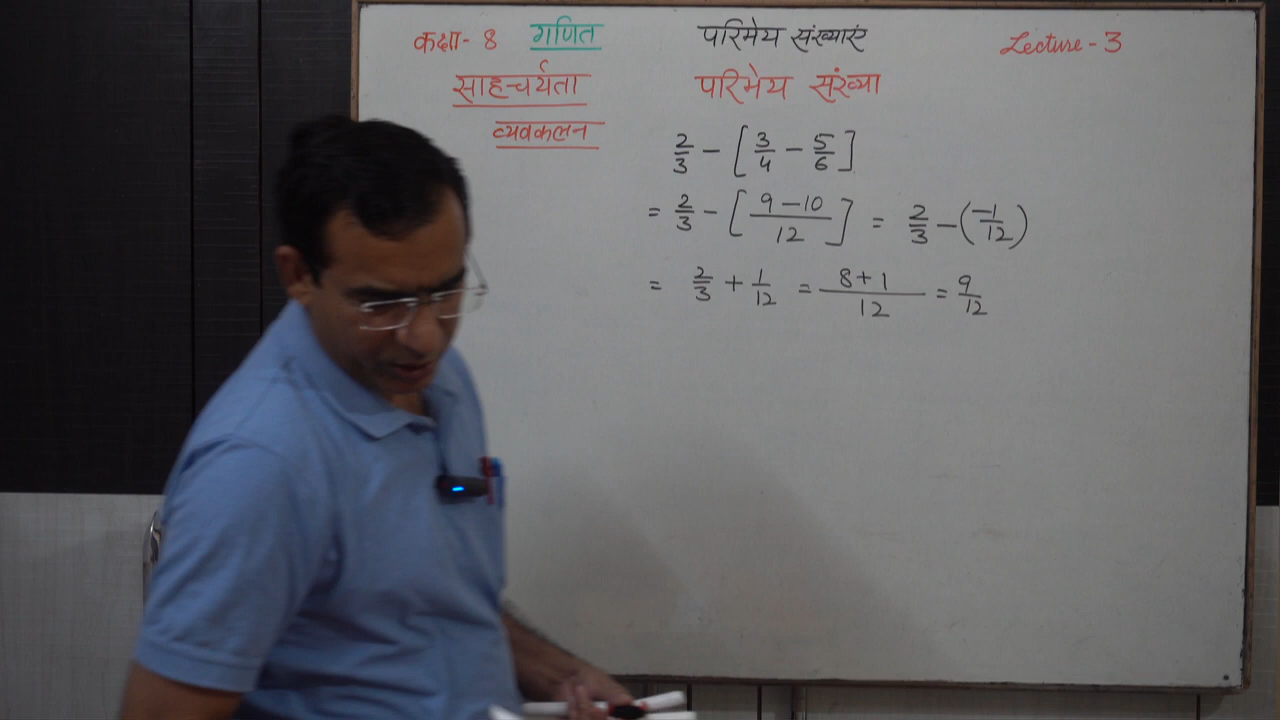 कक्षा- 8 गणित परिमेय संख्याएं Lecture - 3
साहचर्यता परिमेय संख्या
व्यवकलन
2/3 - [3/4 - 5/6]
= 2/3 - [(9 - 10)/12] = 2/3 - (-1/12)
= 2/3 + 1/12 = (8 + 1)/12 = 9/12